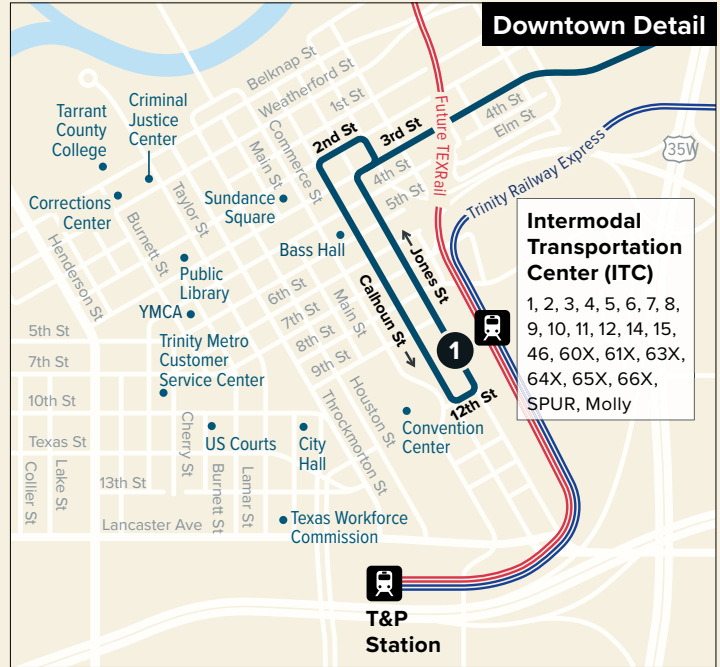 Downtown Detail
Belknap St
Weatherford St
1st St
2nd St
3rd St
4th St
Elm St
4th St
5th St
Commerce St
Main St
Future TEXRail
Trinity Railway Express
35W
Tarrant
County
College
Criminal
Justice
Center
Corrections
Center
Taylor St
Burnett St
Henderson St
Sundance
Square
Bass Hall
Public
Library
YMCA
Jones St
Calhoun St
1
12th St
Intermodal
Transportation
Center (ITC)
1, 2, 3, 4, 5, 6, 7, 8,
9, 10, 11, 12, 14, 15,
46, 60X, 61X, 63X,
64X, 65X, 66X,
SPUR, Molly
6th St
7th St
8th St
9th St
Main St
Houston St
Throckmorton St
5th St
7th St
Trinity Metro
Customer
Service Center
10th St
Texas St
13th St
Lancaster Ave
Collier St
Lake St
Cherry St
Burnett St
Lamar St
US Courts
City
Hall
Convention
Center
Texas Workforce
Commission
T&P
Station